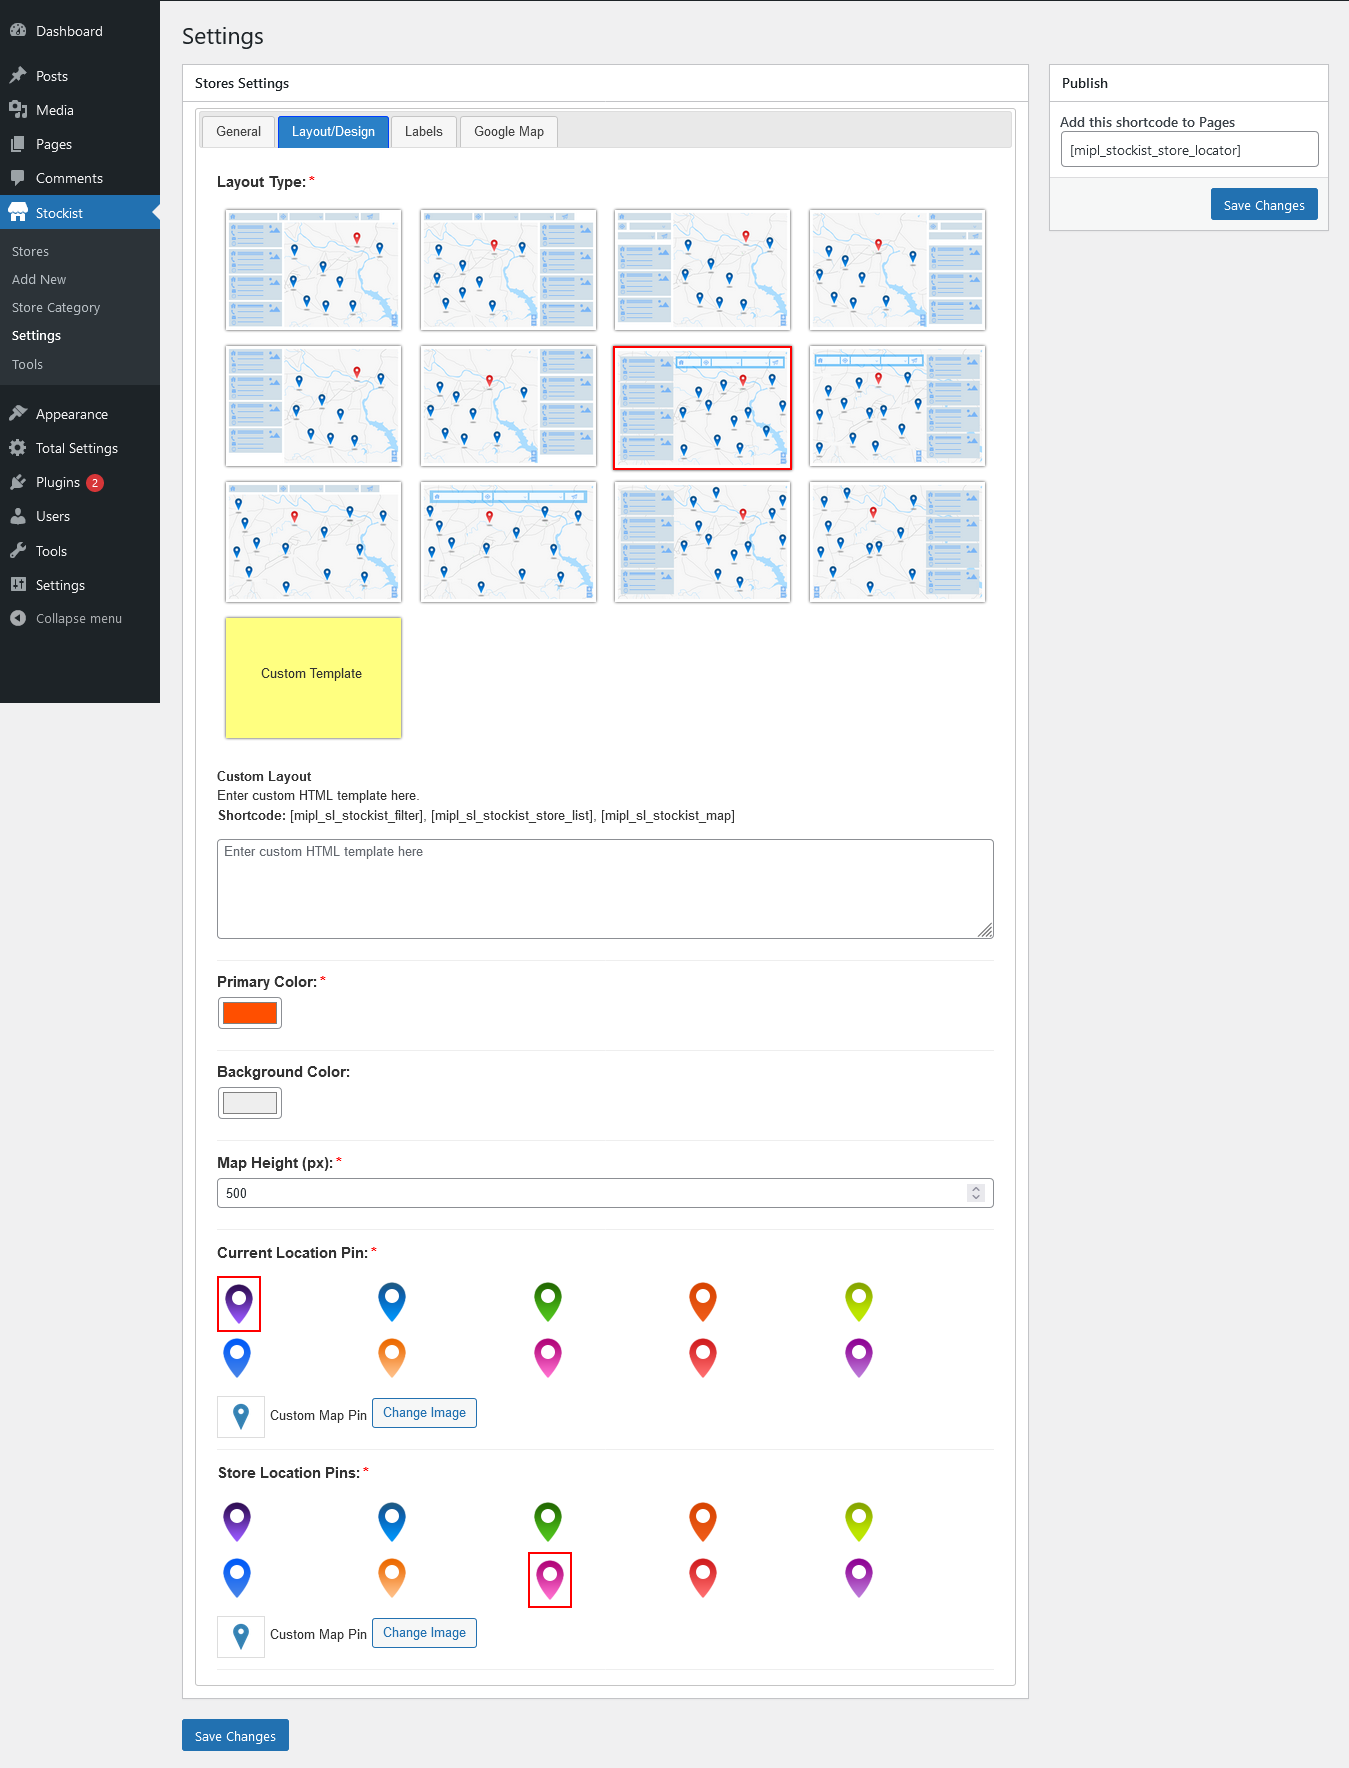 Dashboard
Posts
Media
Pages
Comments
Stockist
Stores
Add New
Store Category
Settings
Tools
Appearance
Total Settings
Plugins 2
Users
Tools
Settings
Collapse menu
Settings
Stores Settings
General Layout/Design Labels Google Map
Layout Type: *
Custom Template
Custom Layout
Enter custom HTML template here.
Shortcode: [mipl_sl_stockist_filter], [mipl_sl_stockist_store_list], [mipl_sl_stockist_map]
Enter custom HTML template here
Primary Color: *
Background Color:
Map Height (px): *
500
Current Location Pin: *
Custom Map Pin Change Image
Store Location Pins: *
Custom Map Pin Change Image
Save Changes
Publish
Add this shortcode to Pages
[mipl_stockist_store_locator]
Save Changes